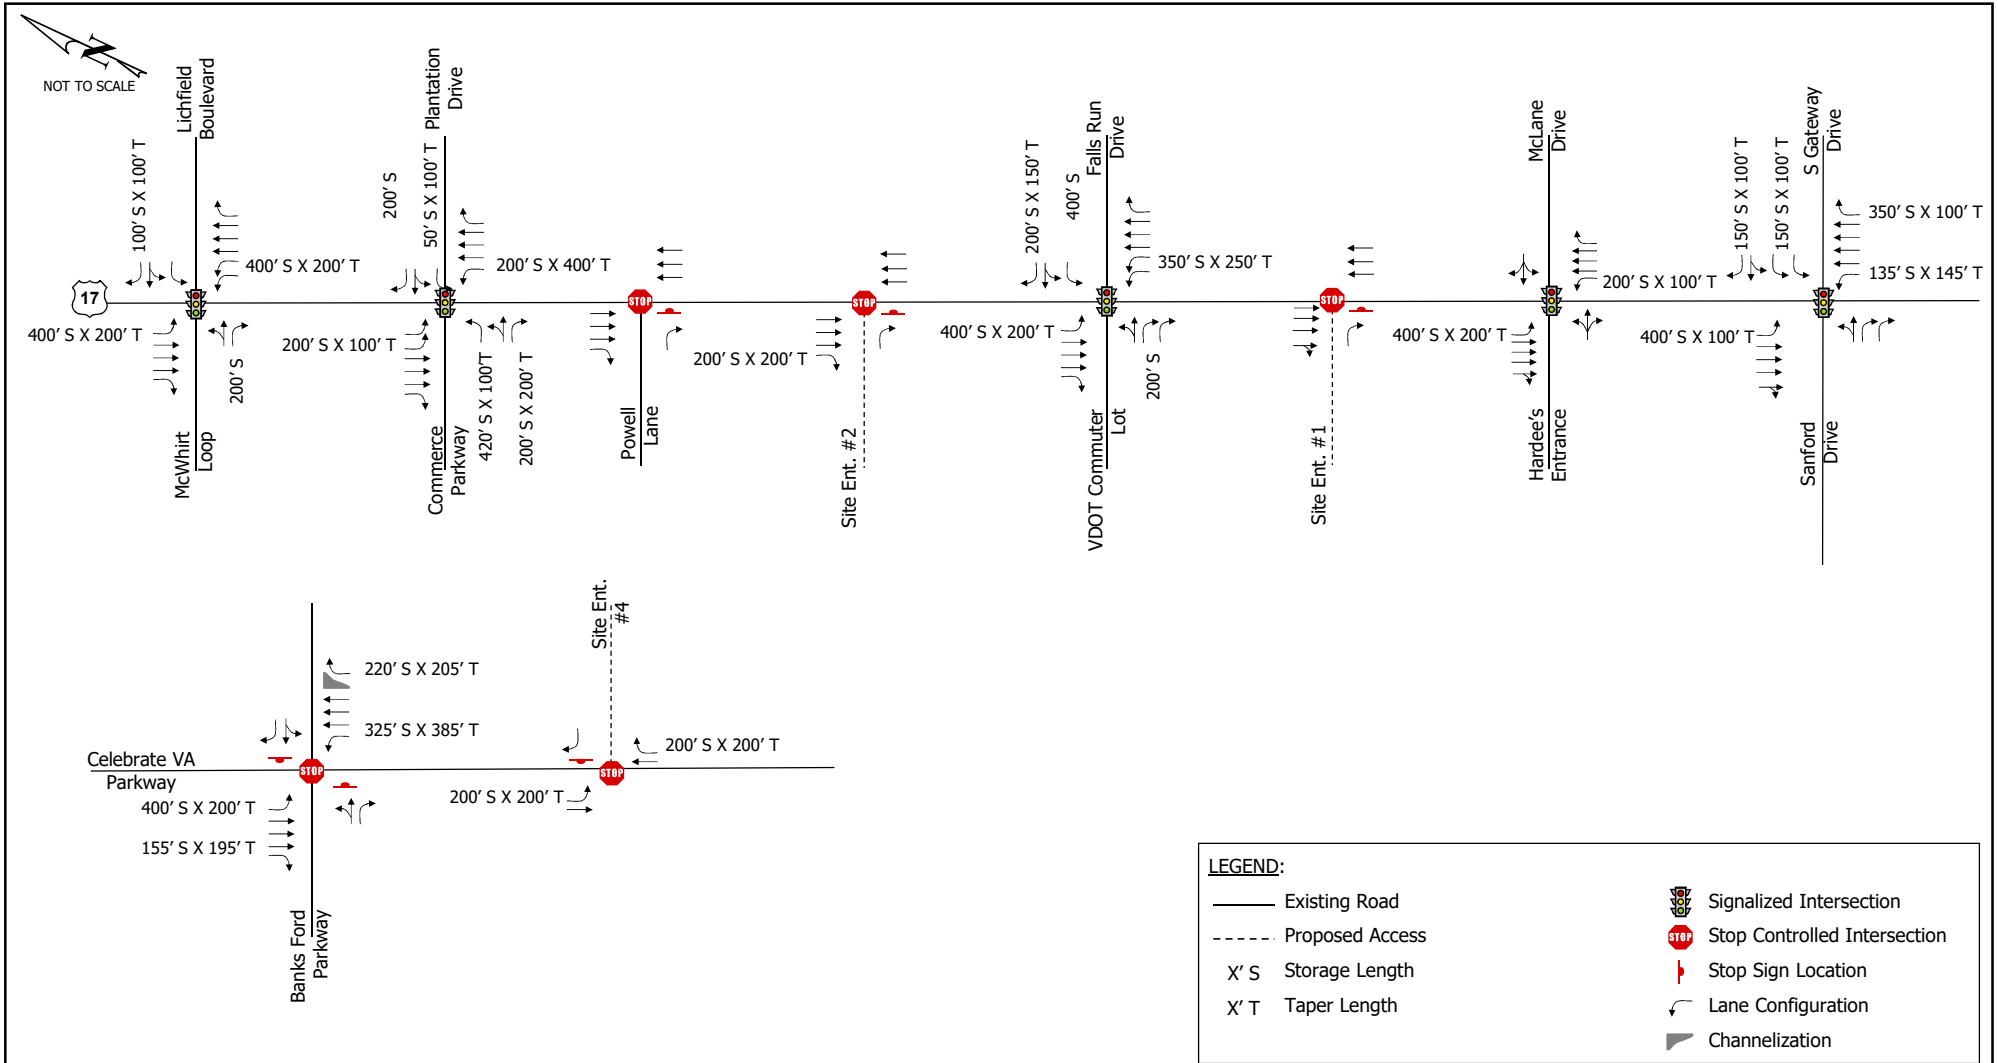 N
NOT TO SCALE
Lichfield
Boulevard
100' S X 100' T
400' S X 200' T
17
400' S X 200' T
200' S
McWhirt
Loop
Plantation
Drive
200' S
50' S X 100' T
200' S X 400' T
200' S X 100' T
420' S X 100'T
200' S X 200' T
Commerce
Parkway
STOP
Powell
Lane
STOP
200' S X 200' T
Site Ent. #2
Falls Run
Drive
200' S X 150' T
400' S
350' S X 250' T
400' S X 200' T
200' S
VDOT Commuter
Lot
STOP
Site Ent. #1
McLane
Drive
200' S X 100' T
400' S X 200' T
Hardee's
Entrance
S Gateway
Drive
150' S X 100' T
150' S X 100' T
350' S X 100' T
135' S X 145' T
400' S X 100' T
Sanford
Drive
220' S X 205' T
325' S X 385' T
Celebrate VA
Parkway
STOP
400' S X 200' T
155' S X 195' T
Banks Ford
Parkway
Site Ent.
#4
200' S X 200' T
STOP
200' S X 200' T
LEGEND:
Existing Road
Proposed Access
X' S Storage Length
X' T Taper Length
Signalized Intersection
STOP Stop Controlled Intersection
Stop Sign Location
Lane Configuration
Channelization